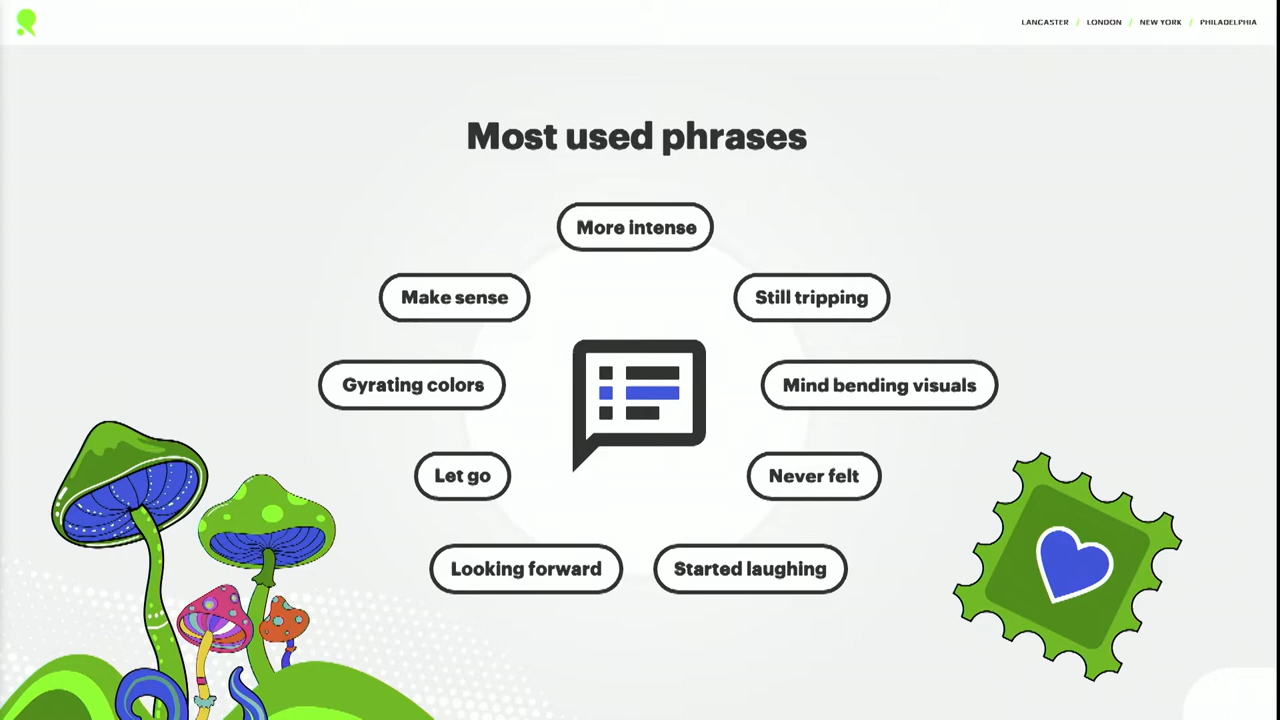 LANCASTER / LONDON / NEW YORK / PHILADELPHIA
Most used phrases
More intense
Make sense
Still tripping
Gyrating colors
Mind bending visuals
Let go
Never felt
Looking forward
Started laughing